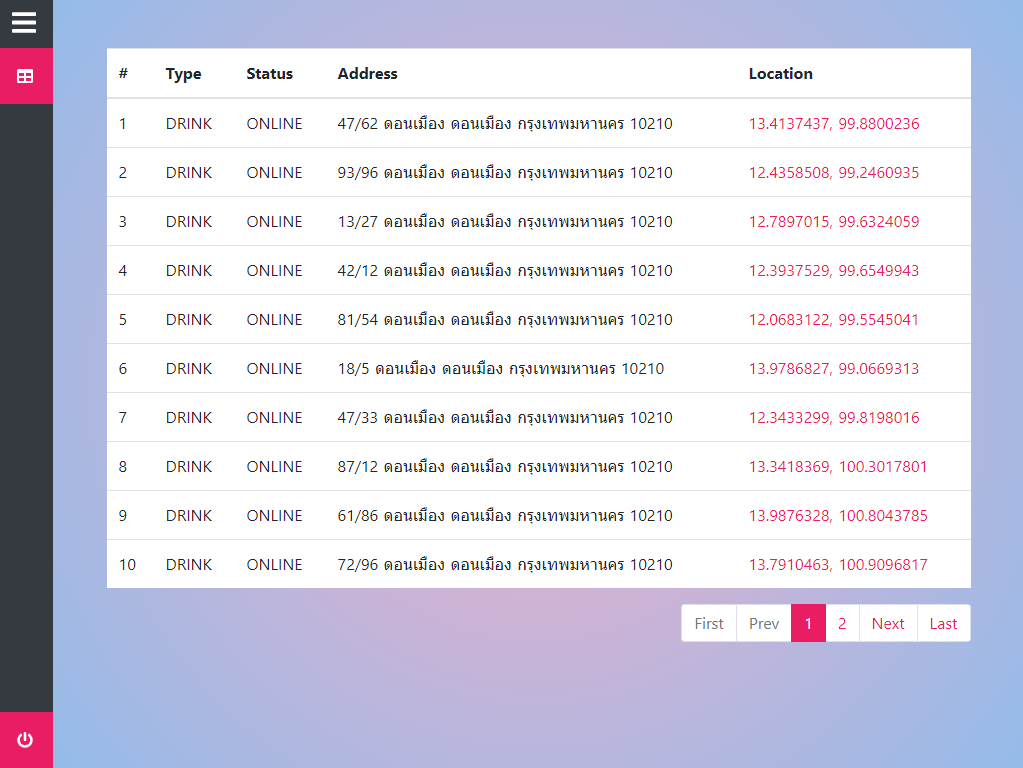 # Type Status Address Location
1 DRINK ONLINE 47/62 ดอนเมือง ดอนเมือง กรุงเทพมหานคร 10210 13.4137437, 99.8800236
2 DRINK ONLINE 93/96 ดอนเมือง ดอนเมือง กรุงเทพมหานคร 10210 12.4358508, 99.2460935
3 DRINK ONLINE 13/27 ดอนเมือง ดอนเมือง กรุงเทพมหานคร 10210 12.7897015, 99.6324059
4 DRINK ONLINE 42/12 ดอนเมือง ดอนเมือง กรุงเทพมหานคร 10210 12.3937529, 99.6549943
5 DRINK ONLINE 81/54 ดอนเมือง ดอนเมือง กรุงเทพมหานคร 10210 12.0683122, 99.5545041
6 DRINK ONLINE 18/5 ดอนเมือง ดอนเมือง กรุงเทพมหานคร 10210 13.9786827, 99.0669313
7 DRINK ONLINE 47/33 ดอนเมือง ดอนเมือง กรุงเทพมหานคร 10210 12.3433299, 99.8198016
8 DRINK ONLINE 87/12 ดอนเมือง ดอนเมือง กรุงเทพมหานคร 10210 13.3418369, 100.3017801
9 DRINK ONLINE 61/86 ดอนเมือง ดอนเมือง กรุงเทพมหานคร 10210 13.9876328, 100.8043785
10 DRINK ONLINE 72/96 ดอนเมือง ดอนเมือง กรุงเทพมหานคร 10210 13.7910463, 100.9096817
First Prev 1 2 Next Last